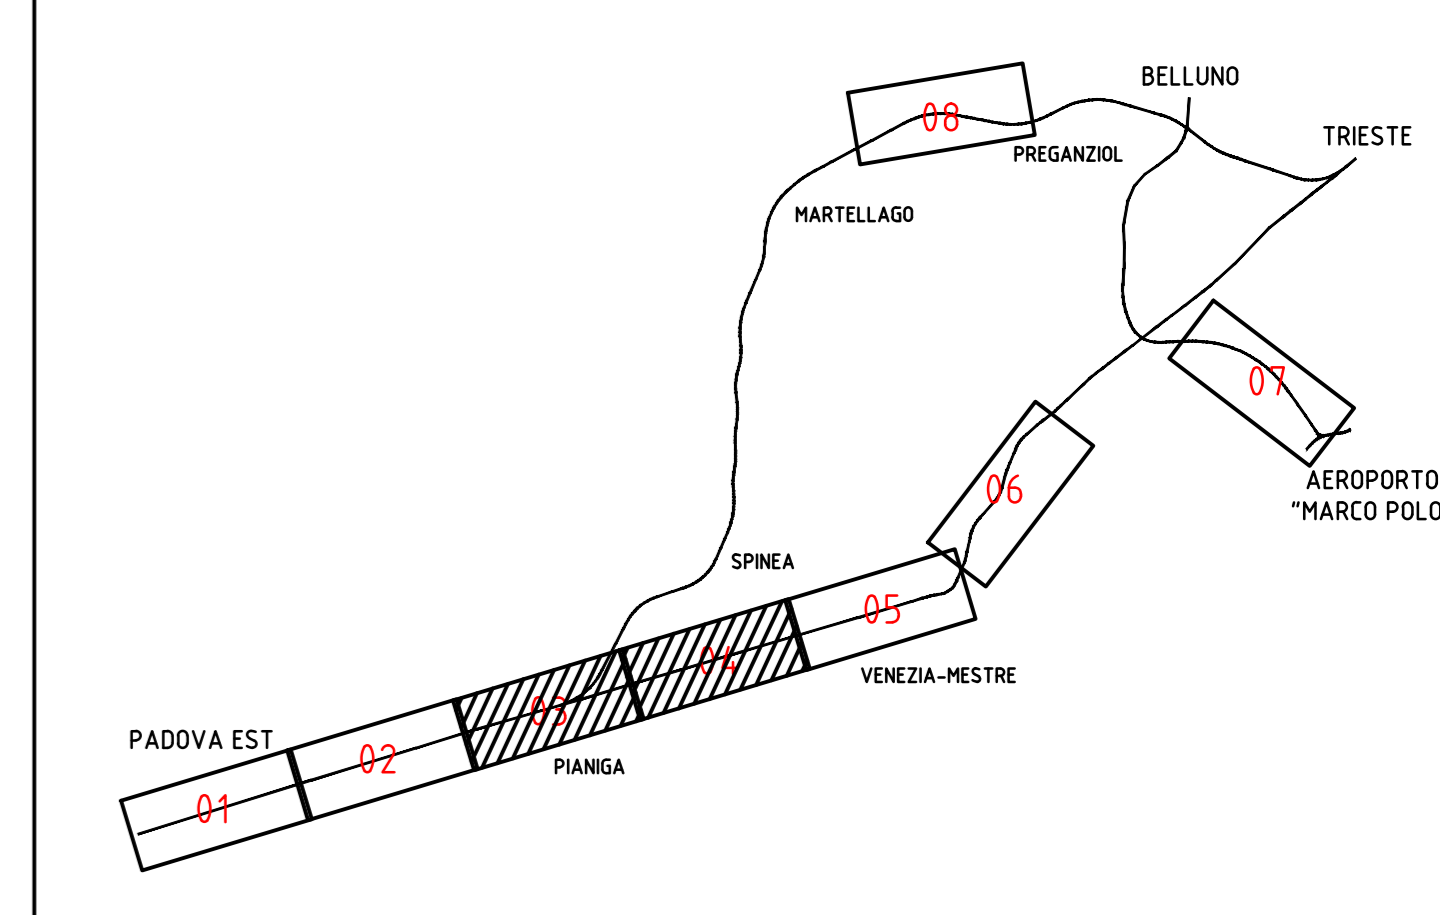 BELLUNO
TRIESTE
08
PREGANZIOL
MARTELLAGO
07
AEROPORTO
"MARCO POLO
06
SPINEA
05
04
VENEZIA-MESTRE
03
PADOVA EST
02
PIANIGA
01